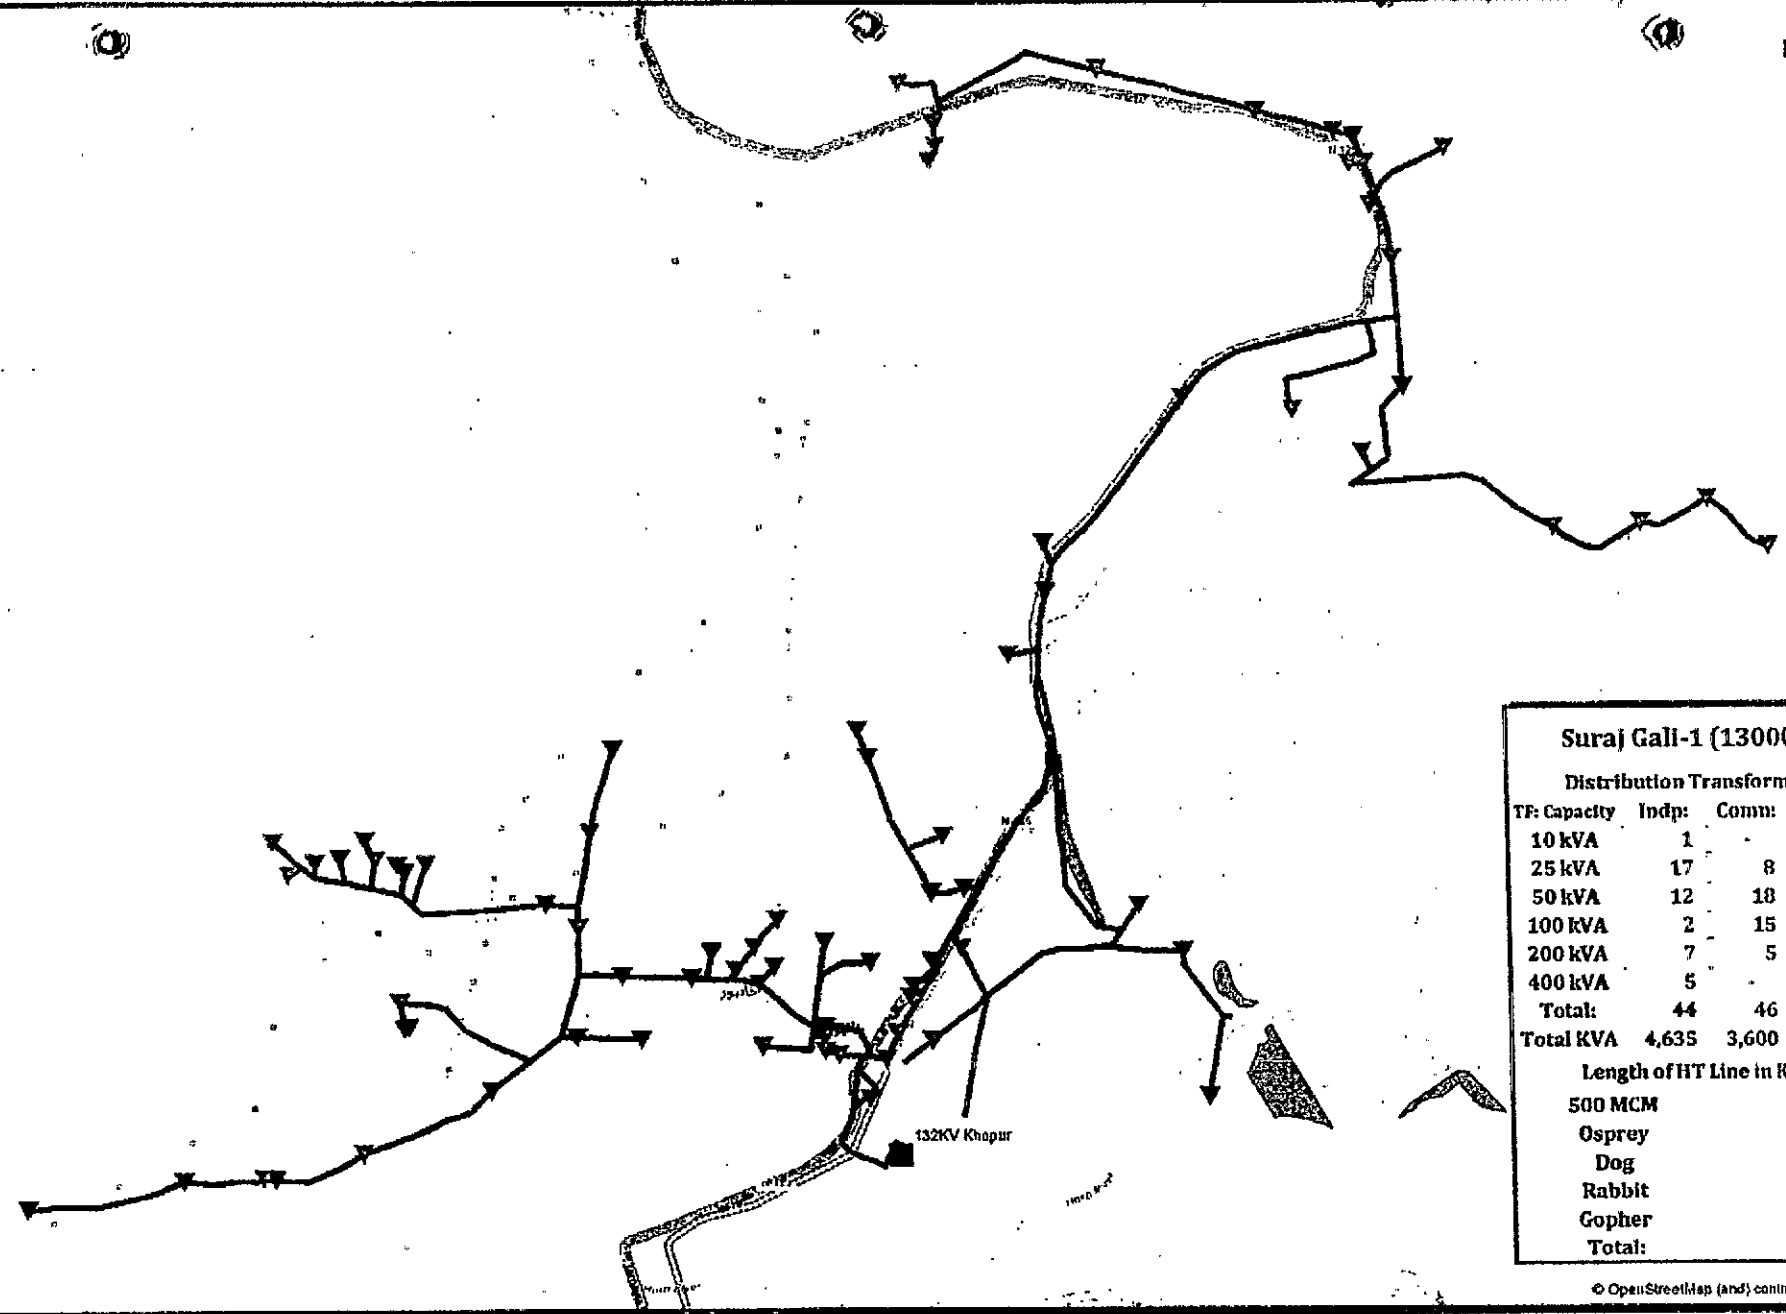 N
132KV Khapur
Suraj Gali-1 (1300
Distribution Transform
TF: Capacity Indp: Comn:
10 kVA 1 -
25 kVA 17 8
50 kVA 12 18
100 kVA 2 15
200 kVA 7 5
400 kVA 5 -
Total: 44 46
Total KVA 4,635 3,600
Length of HT Line in K
500 MCM
Osprey
Dog
Rabbit
Gopher
Total:
© OpenStreetMap (and) cont